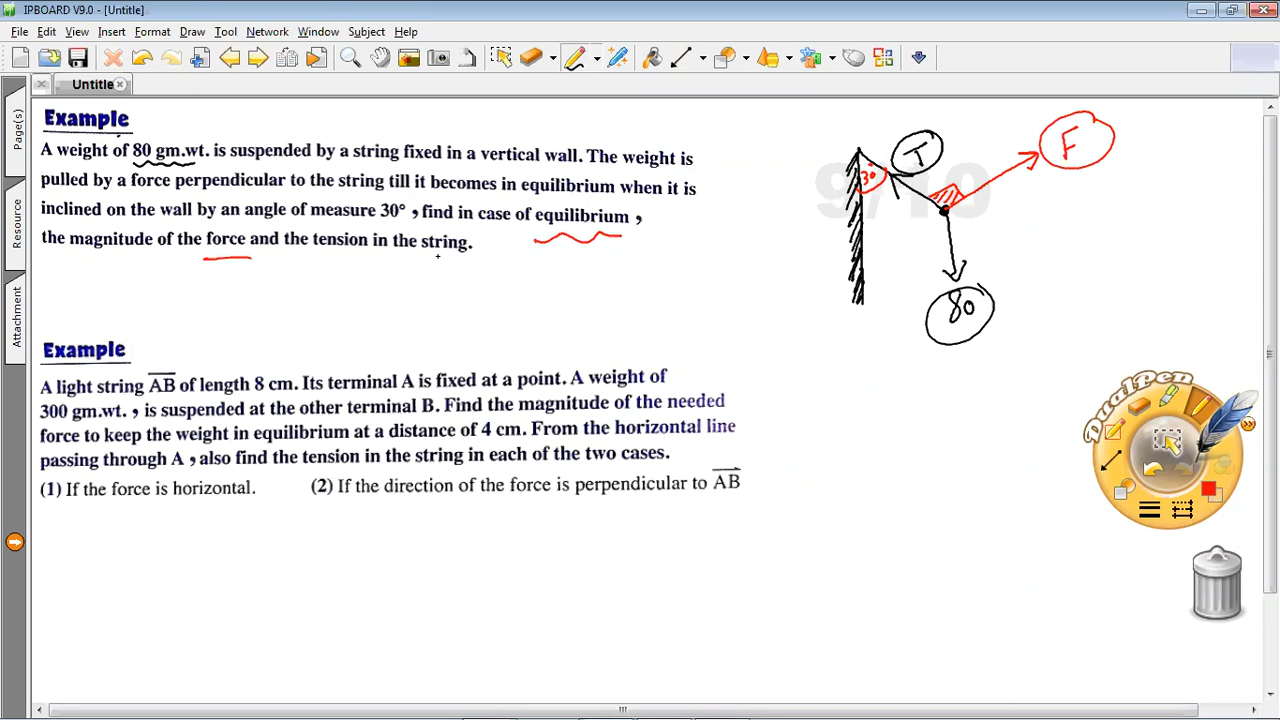 IPBOARD V9.0 - [Untitled]
File Edit View Insert Format Draw Tool Network Window Subject Help
Untitle
Page(s)
Resource
Attachment
Example
A weight of 80 gm.wt. is suspended by a string fixed in a vertical wall. The weight is
pulled by a force perpendicular to the string till it becomes in equilibrium when it is
inclined on the wall by an angle of measure 30° , find in case of equilibrium ,
the magnitude of the force and the tension in the string.
T
30
F
80
9/10
Example
A light string AB of length 8 cm. Its terminal A is fixed at a point. A weight of
300 gm.wt. , is suspended at the other terminal B. Find the magnitude of the needed
force to keep the weight in equilibrium at a distance of 4 cm. From the horizontal line
passing through A , also find the tension in the string in each of the two cases.
(1) If the force is horizontal. (2) If the direction of the force is perpendicular to AB
DualPen